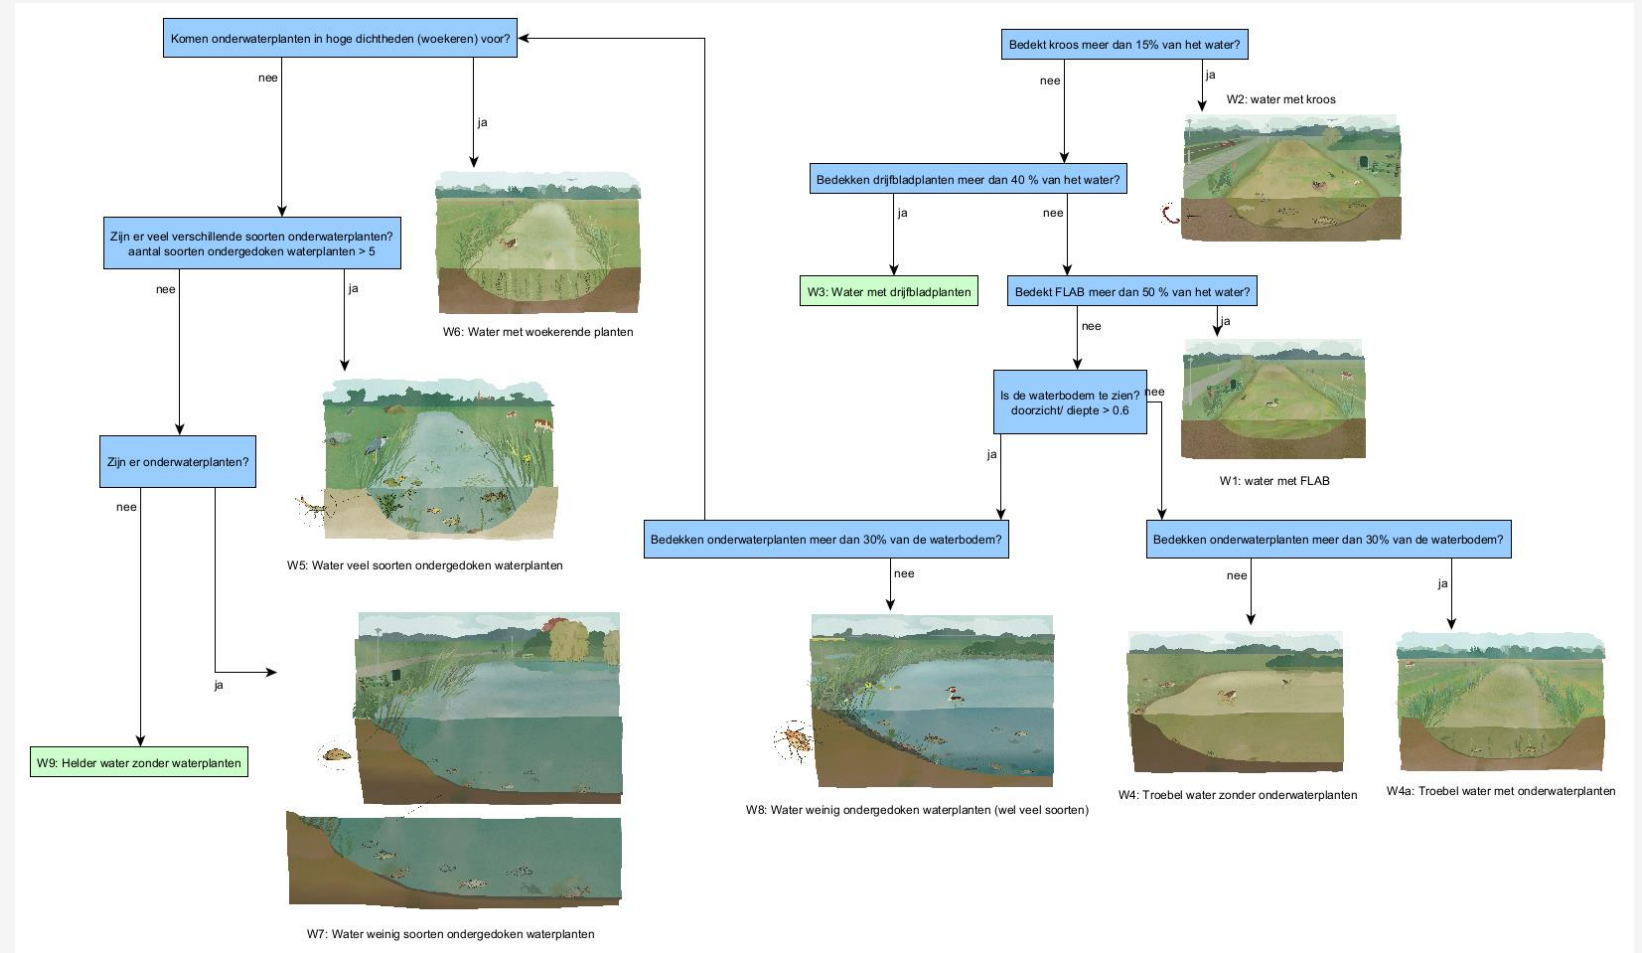 Komen onderwaterplanten in hoge dichtheden (woekeren) voor?
nee
ja
W6: Water met woekerende planten
Zijn er veel verschillende soorten onderwaterplanten?
aantal soorten ondergedoken waterplanten > 5
nee
ja
W5: Water veel soorten ondergedoken waterplanten
Zijn er onderwaterplanten?
nee
ja
W9: Helder water zonder waterplanten
W7: Water weinig soorten ondergedoken waterplanten
Bedekt kroos meer dan 15% van het water?
nee
ja
W2: water met kroos
Bedekken drijfbladplanten meer dan 40 % van het water?
ja
nee
W3: Water met drijfbladplanten
Bedekt FLAB meer dan 50 % van het water?
nee
ja
W1: water met FLAB
Is de waterbodem te zien?
doorzicht/ diepte > 0.6
nee
ja
Bedekken onderwaterplanten meer dan 30% van de waterbodem?
nee
W8: Water weinig ondergedoken waterplanten (wel veel soorten)
Bedekken onderwaterplanten meer dan 30% van de waterbodem?
nee
ja
W4: Troebel water zonder onderwaterplanten
W4a: Troebel water met onderwaterplanten